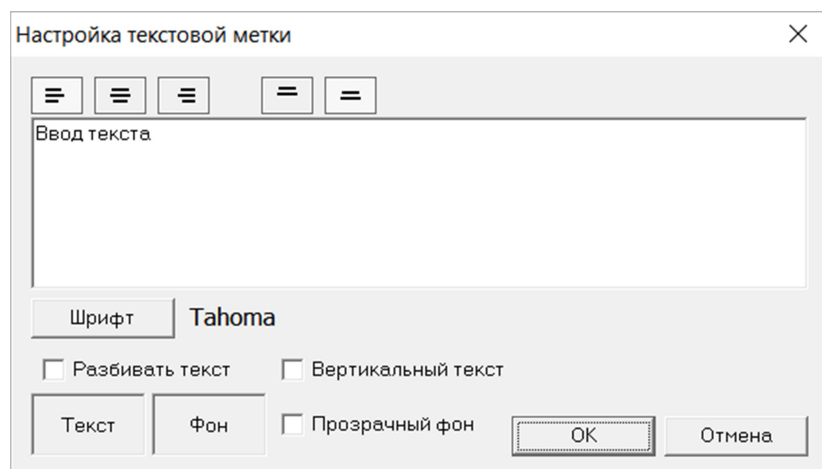 Настройка текстовой метки
Ввод текста
Шрифт Tahoma
Разбивать текст Вертикальный текст
Текст Фон Прозрачный фон OK Отмена